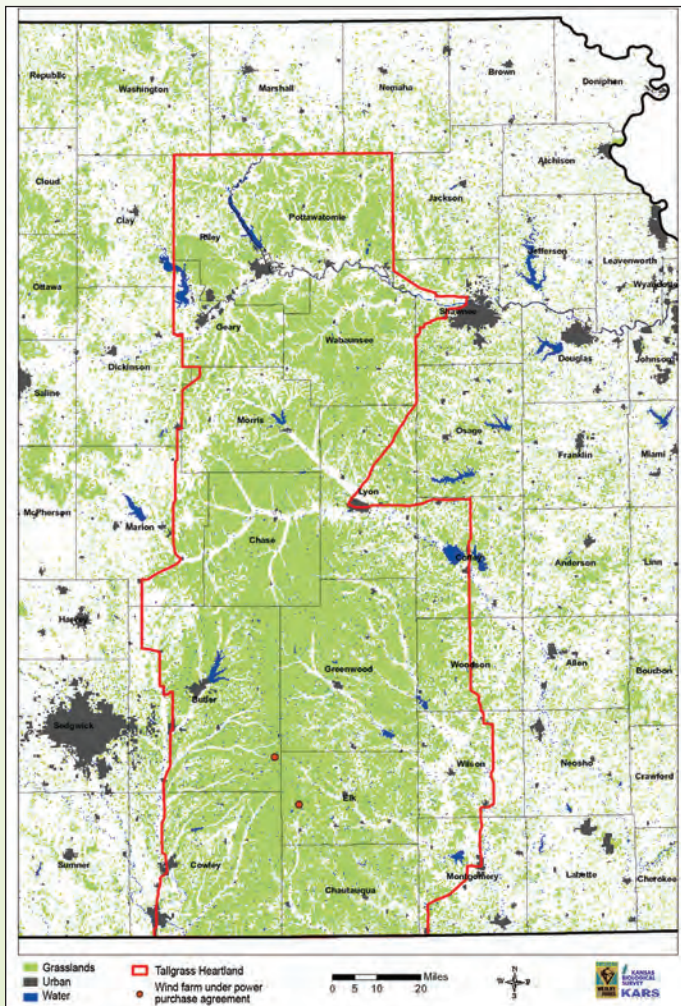 Republic
Washington
Marshall
Nemaha
Brown
Doniphen
Cloud
Clay
Riley
Pottawatomie
Jackson
Atchison
Jefferson
Leavenworth
Wyandotte
Ottawa
Geary
Wabaunsee
Shawnee
Douglas
Johnson
Dickinson
Saline
Morris
Osage
Franklin
Miami
Lyon
McPherson
Marion
Chase
Coffey
Anderson
Linn
Harvey
Greenwood
Woodson
Allen
Bourbon
Butler
Sedgwick
Wilson
Neosho
Crawford
Elk
Sumner
Cowley
Chautauqua
Montgomery
Labette
Cherokee
Grasslands
Urban
Water
Tallgrass Heartland
Wind farm under power
purchase agreement
0 5 10 20
Miles
N
S
KANSAS
BIOLOGICAL
SURVEY
KARS